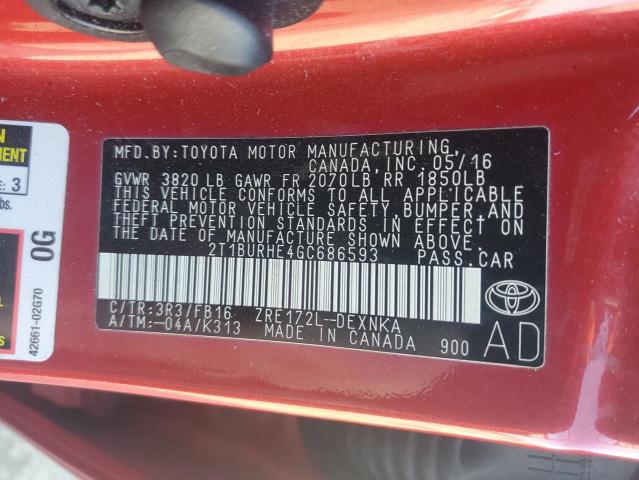 MFD.BY:TOYOTA MOTOR MANUFACTURING,
CANADA, INC. 05/16
GVWR 3820 LB GAWR FR 2070LB RR 1850LB
THIS VEHICLE CONFORMS TO ALL APPLICABLE
FEDERAL MOTOR VEHICLE SAFETY, BUMPER, AND
THEFT PREVENTION STANDARDS IN EFFECT ON THE
DATE OF MANUFACTURE SHOWN ABOVE.
2T1BURHE4GC686593 PASS.CAR
C/TR:3R3/FB16 ZRE172L-DEXNKA
A/TM:-04A/K313 MADE IN CANADA 900
AD
3
bs.
0G
42661-02G70